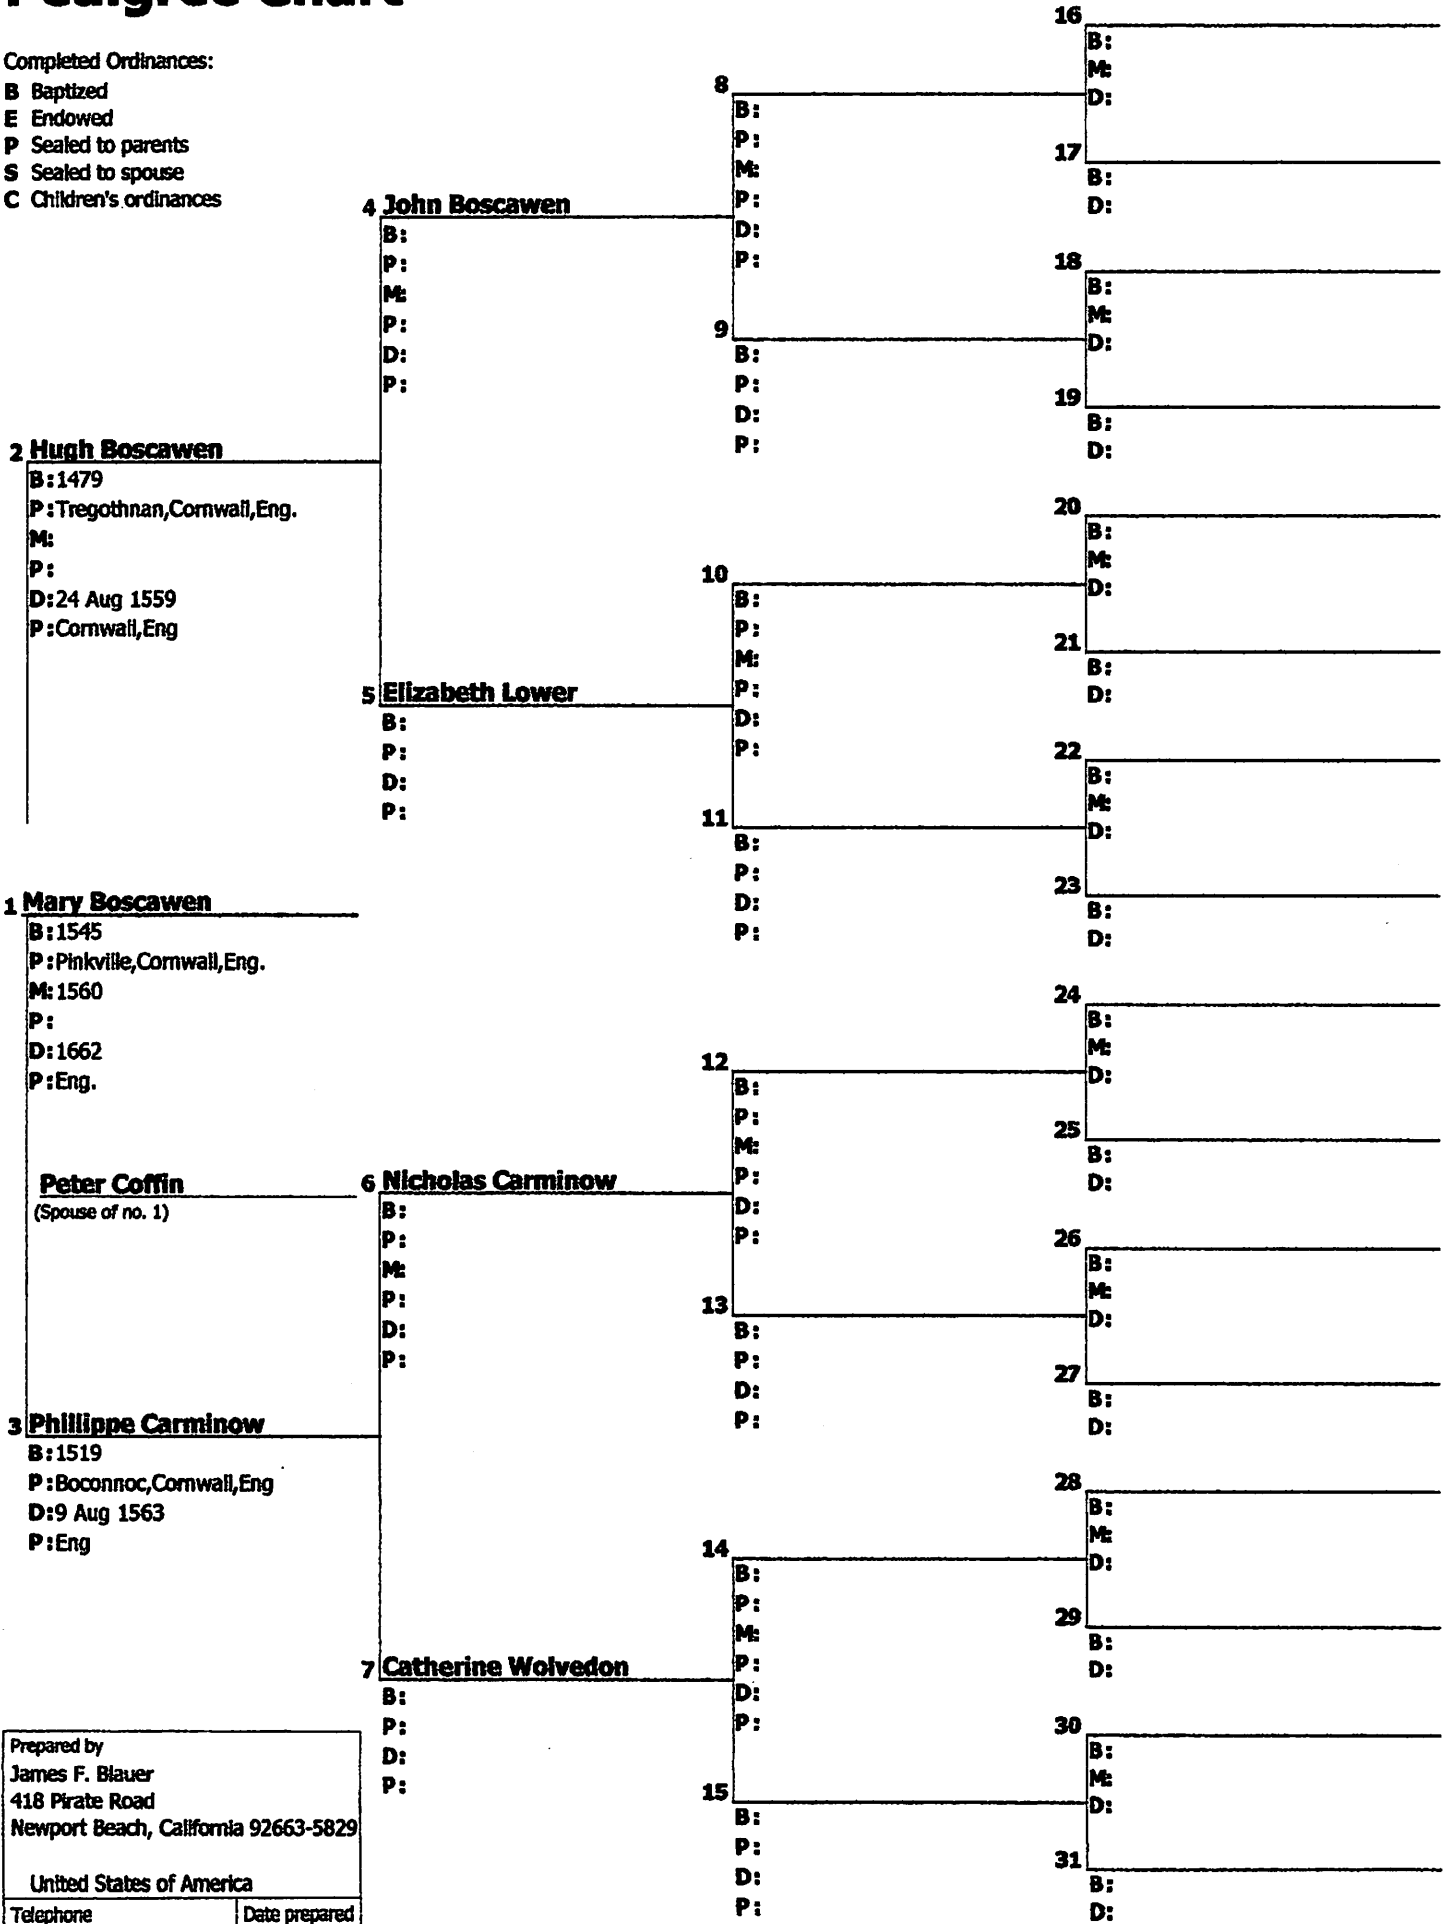 Pedigree Chart
Completed Ordinances:
B Baptized
E Endowed
P Sealed to parents
S Sealed to spouse
C Children's ordinances
2 Hugh Boscawen
B:1479
P:Tregothnan,Cornwall,Eng.
M:
P:
D:24 Aug 1559
P:Cornwall,Eng
1 Mary Boscawen
B:1545
P:Pinkville,Cornwall,Eng.
M:1560
P:
D:1662
P:Eng.
Peter Coffin
(Spouse of no. 1)
3 Phillippe Carminow
B:1519
P:Boconnoc,Cornwall,Eng
D:9 Aug 1563
P:Eng
Prepared by
James F. Blauer
418 Pirate Road
Newport Beach, California 92663-5829
United States of America
Telephone
Date prepared
4 John Boscawen
B:
P:
M:
P:
D:
P:
5 Elizabeth Lower
B:
P:
D:
P:
6 Nicholas Carminow
B:
P:
M:
P:
D:
P:
7 Catherine Wolvedon
B:
P:
D:
P:
8
B:
P:
M:
P:
D:
P:
9
B:
P:
D:
P:
10
B:
P:
M:
P:
D:
P:
11
B:
P:
D:
P:
12
B:
P:
M:
P:
D:
P:
13
B:
P:
D:
P:
14
B:
P:
M:
P:
D:
P:
15
B:
P:
D:
P:
16
B:
M:
D:
17
B:
D:
18
B:
M:
D:
19
B:
D:
20
B:
M:
D:
21
B:
D:
22
B:
M:
D:
23
B:
D:
24
B:
M:
D:
25
B:
D:
26
B:
M:
D:
27
B:
D:
28
B:
M:
D:
29
B:
D:
30
B:
M:
D:
31
B:
D: